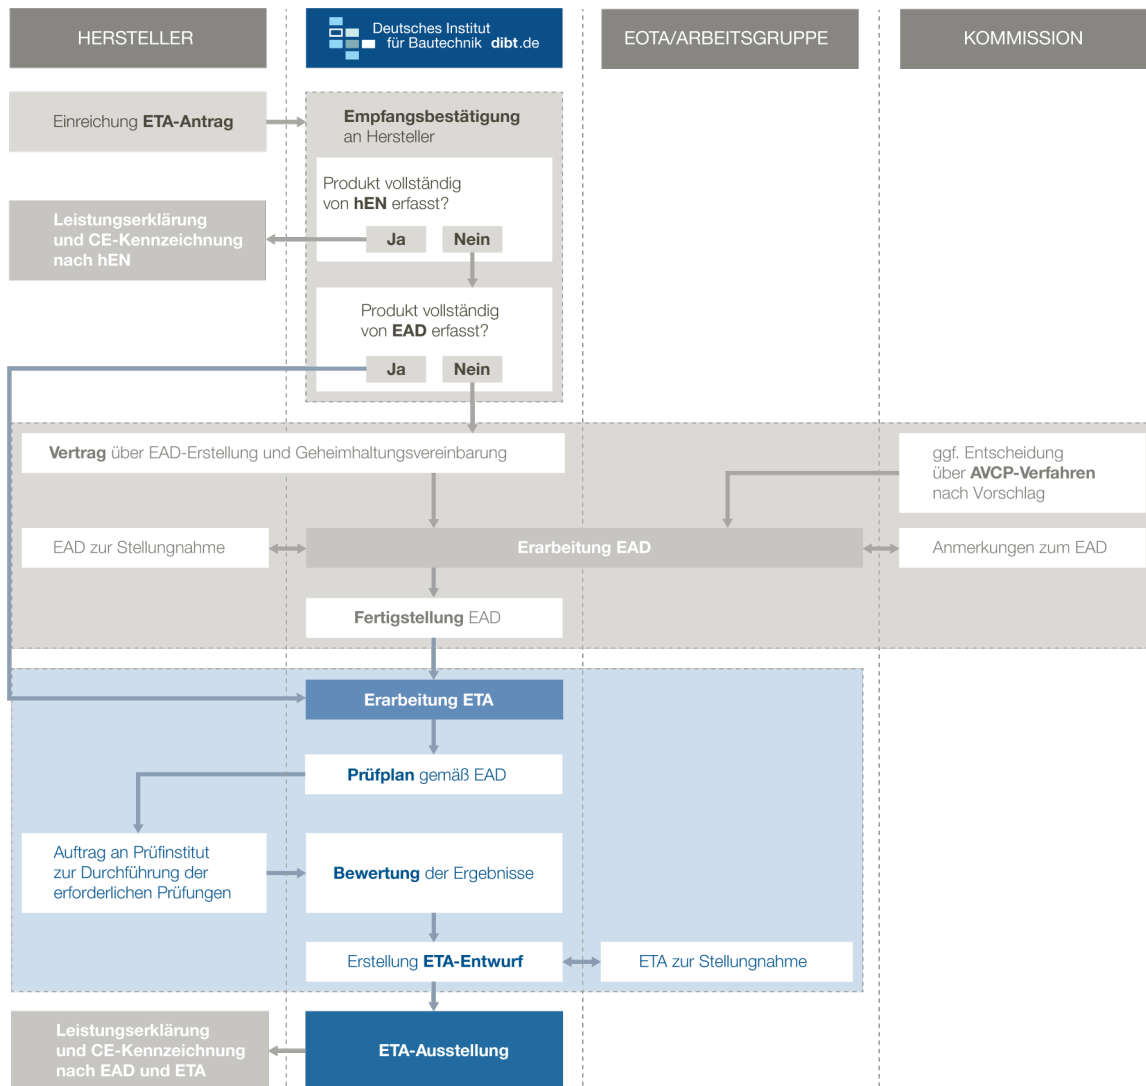 HERSTELLER
Deutsches Institut
für Bautechnik dibt.de
EOTA/ARBEITSGRUPPE
KOMMISSION
Einreichung ETA-Antrag
Empfangsbestätigung
an Hersteller
Produkt vollständig
von hEN erfasst?
Ja
Nein
Leistungserklärung
und CE-Kennzeichnung
nach hEN
Produkt vollständig
von EAD erfasst?
Ja
Nein
Vertrag über EAD-Erstellung und Geheimhaltungsvereinbarung
ggf. Entscheidung
über AVCP-Verfahren
nach Vorschlag
EAD zur Stellungnahme
Erarbeitung EAD
Anmerkungen zum EAD
Fertigstellung EAD
Erarbeitung ETA
Prüfplan gemäß EAD
Auftrag an Prüfinstitut
zur Durchführung der
erforderlichen Prüfungen
Bewertung der Ergebnisse
Erstellung ETA-Entwurf
ETA zur Stellungnahme
Leistungserklärung
und CE-Kennzeichnung
nach EAD und ETA
ETA-Ausstellung